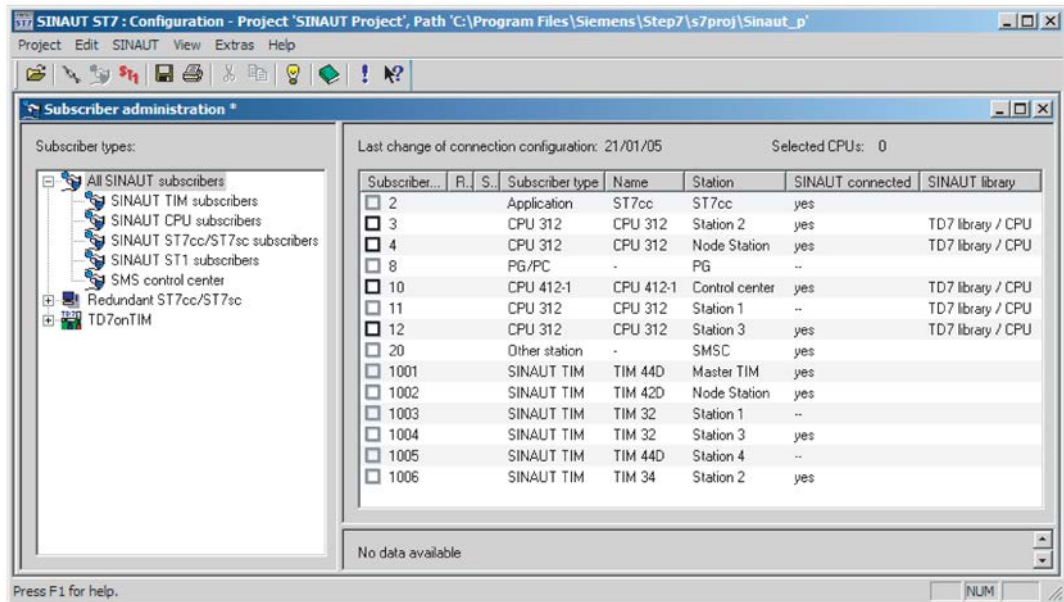 SINAUT ST7 : Configuration - Project 'SINAUT Project', Path 'C:\Program Files\Siemens\Step7\s7proj\Sinaut_p'
Project Edit SINAUT View Extras Help
Subscriber administration *
Subscriber types:
All SINAUT subscribers
SINAUT TIM subscribers
SINAUT CPU subscribers
SINAUT ST7cc/ST7sc subscribers
SINAUT ST1 subscribers
SMS control center
Redundant ST7cc/ST7sc
TD7onTIM
Last change of connection configuration: 21/01/05 Selected CPUs: 0
Subscriber... R.. S.. Subscriber type Name Station SINAUT connected SINAUT library
2 Application ST7cc ST7cc yes
3 CPU 312 CPU 312 Station 2 yes TD7 library / CPU
4 CPU 312 CPU 312 Node Station yes TD7 library / CPU
8 PG/PC - PG --
10 CPU 412-1 CPU 412-1 Control center yes TD7 library / CPU
11 CPU 312 CPU 312 Station 1 -- TD7 library / CPU
12 CPU 312 CPU 312 Station 3 yes TD7 library / CPU
20 Other station - SMSC yes
1001 SINAUT TIM TIM 44D Master TIM yes
1002 SINAUT TIM TIM 42D Node Station yes
1003 SINAUT TIM TIM 32 Station 1 --
1004 SINAUT TIM TIM 32 Station 3 yes
1005 SINAUT TIM TIM 44D Station 4 --
1006 SINAUT TIM TIM 34 Station 2 yes
No data available
Press F1 for help. NUM